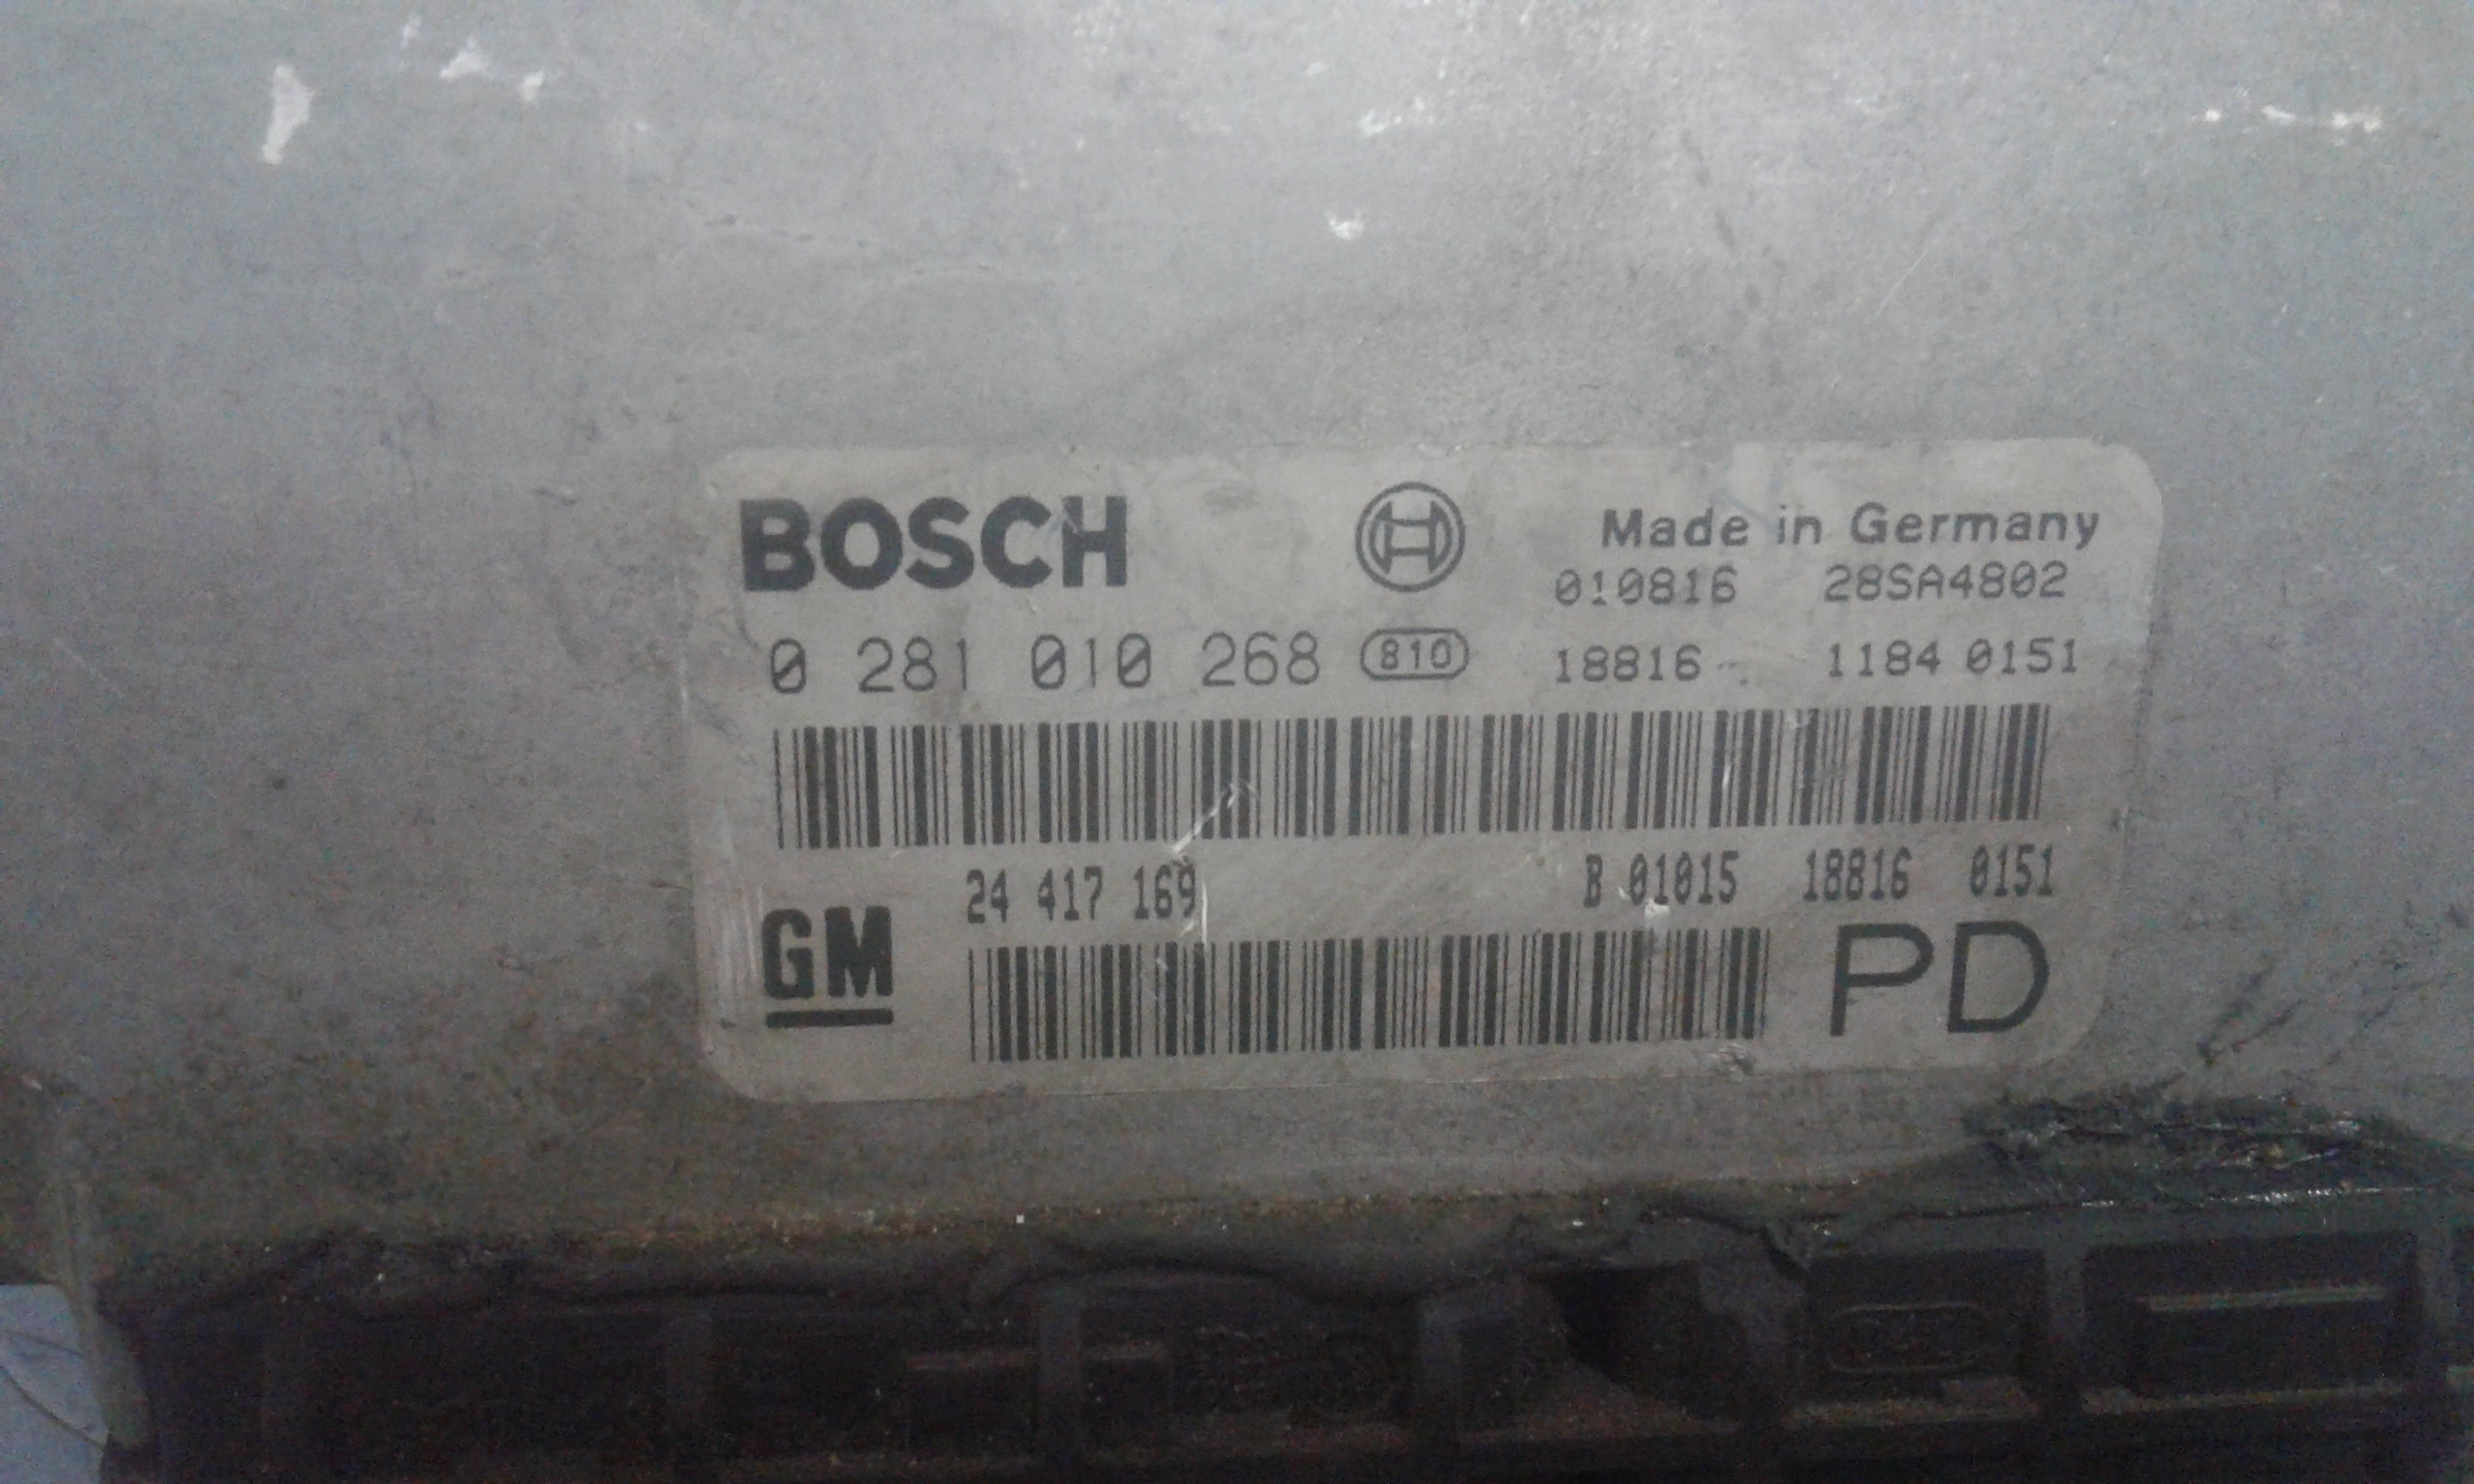 BOSCH
Made in Germany
010816 28SA4802
0 281 010 268 810 18816 1184 0151
24 417 169 B 01015 18816 0151
GM PD